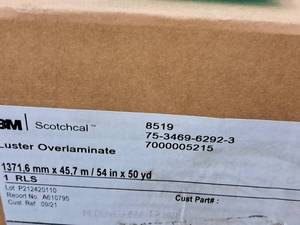 3M Scotchcal™ 8519
75-3469-6292-3
Luster Overlaminate 7000005215
1371,6 mm x 45,7 m / 54 in x 50 yd
1 RLS
Lot P212420110
Report No. A610795
Cust Ref 09/21 Cust Part# :